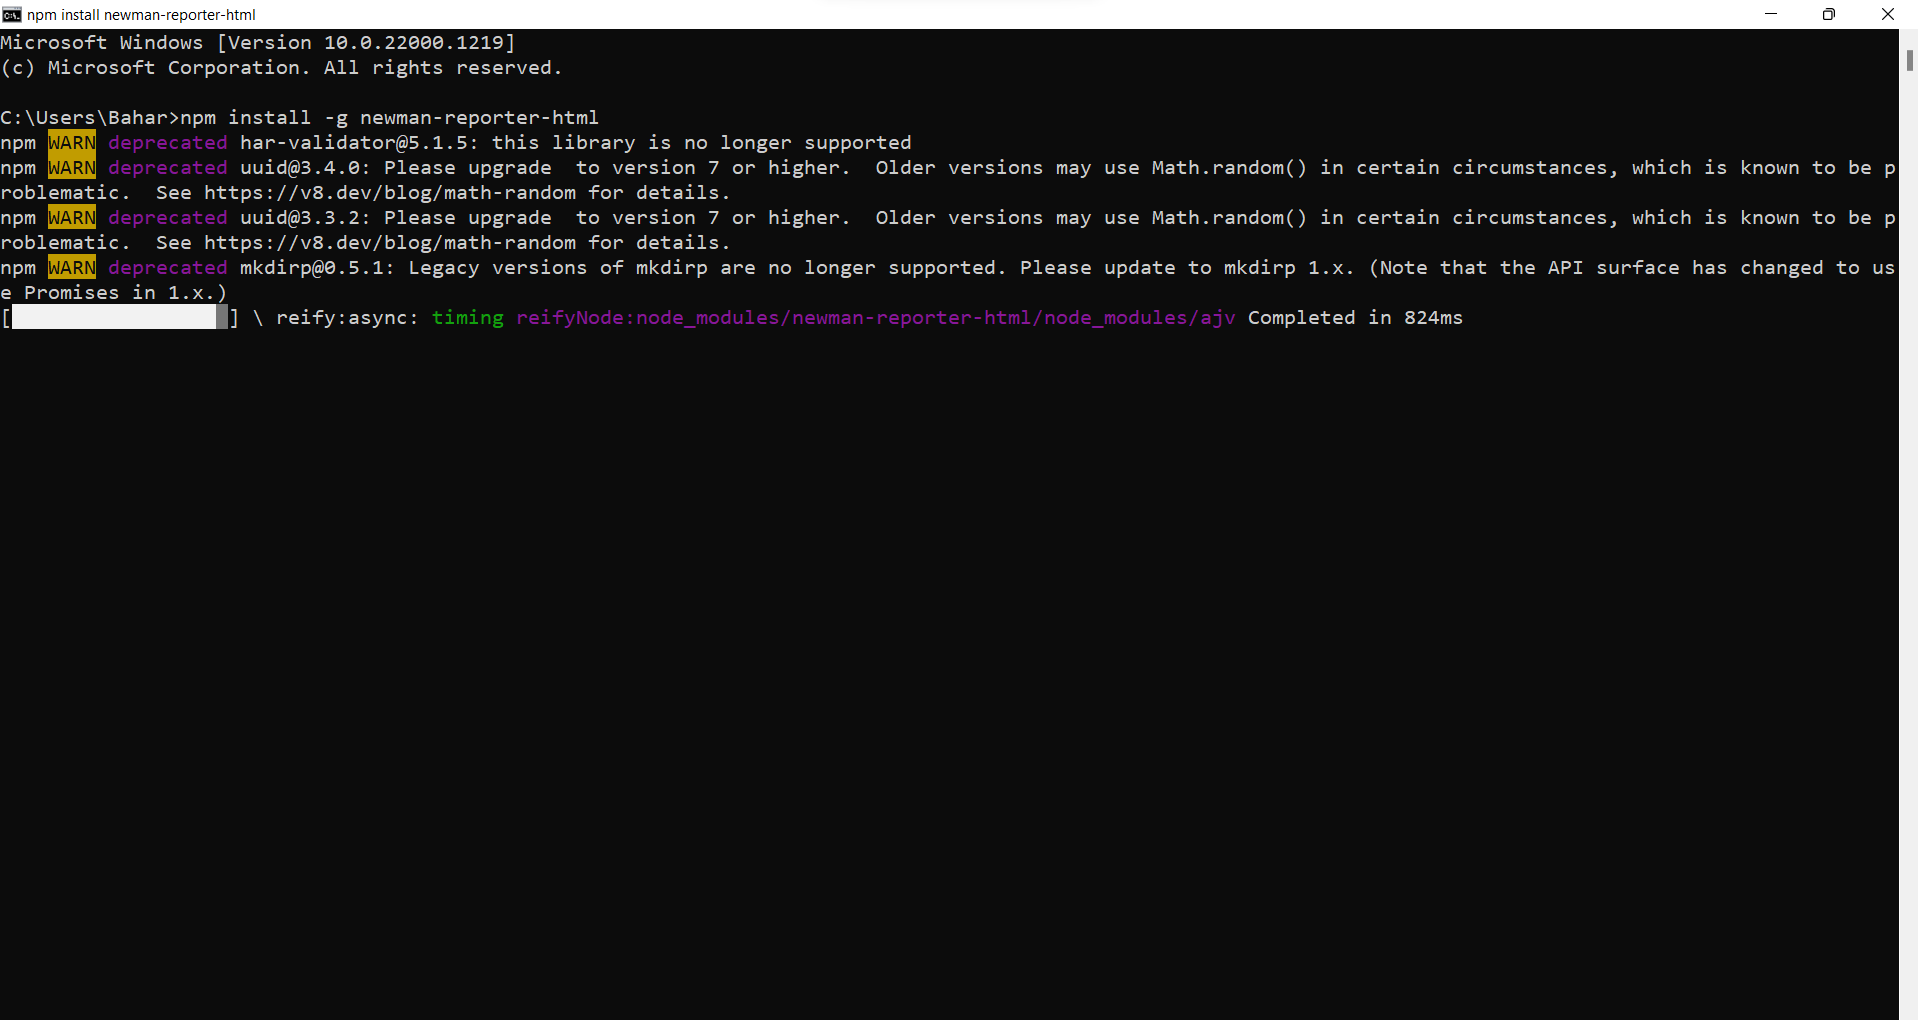 npm install newman-reporter-html
Microsoft Windows [Version 10.0.22000.1219]
(c) Microsoft Corporation. All rights reserved.
C:\Users\Bahar>npm install -g newman-reporter-html
npm WARN deprecated har-validator@5.1.5: this library is no longer supported
npm WARN deprecated uuid@3.4.0: Please upgrade  to version 7 or higher.  Older versions may use Math.random() in certain circumstances, which is known to be p
roblematic.  See https://v8.dev/blog/math-random for details.
npm WARN deprecated uuid@3.3.2: Please upgrade  to version 7 or higher.  Older versions may use Math.random() in certain circumstances, which is known to be p
roblematic.  See https://v8.dev/blog/math-random for details.
npm WARN deprecated mkdirp@0.5.1: Legacy versions of mkdirp are no longer supported. Please update to mkdirp 1.x. (Note that the API surface has changed to us
e Promises in 1.x.)
[                  ] \ reify:async: timing reifyNode:node_modules/newman-reporter-html/node_modules/ajv Completed in 824ms